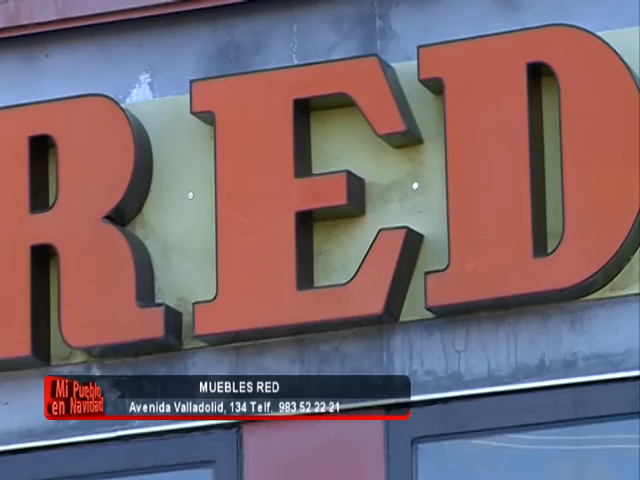 RED
MUEBLES RED
Mi Pueblo
en Navidad
Avenida Valladolid, 134 Telf. 983 52 22 21